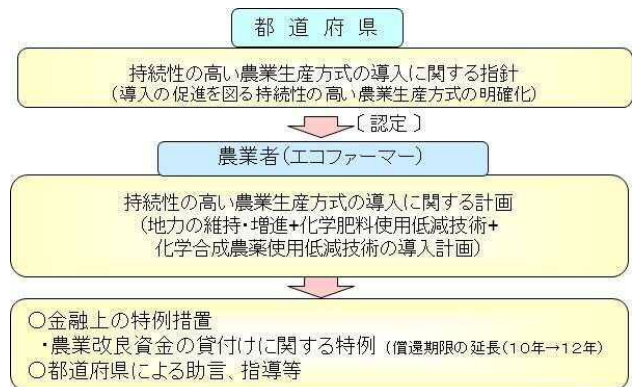 都 道 府 県
持続性の高い農業生産方式の導入に関する指針
(導入の促進を図る持続性の高い農業生産方式の明確化)
〔 認定 〕
農業者(エコファーマー)
持続性の高い農業生産方式の導入に関する計画
(地力の維持・増進+化学肥料使用低減技術+
化学合成農薬使用低減技術の導入計画)
○金融上の特例措置
・農業改良資金の貸付けに関する特例 (償還期限の延長(10年→12年)
○都道府県による助言、指導等